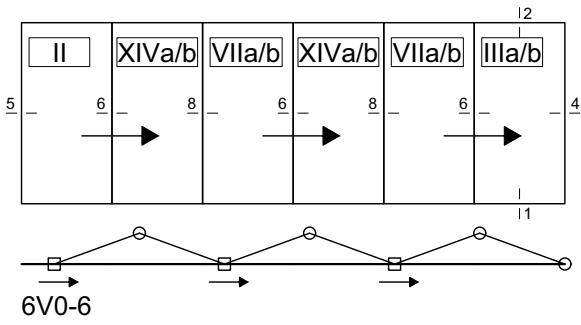 2
II XIVa/b VIIa/b XIVa/b VIIa/b IIIa/b
5 6 8 6 8 6 4
1
6V0-6